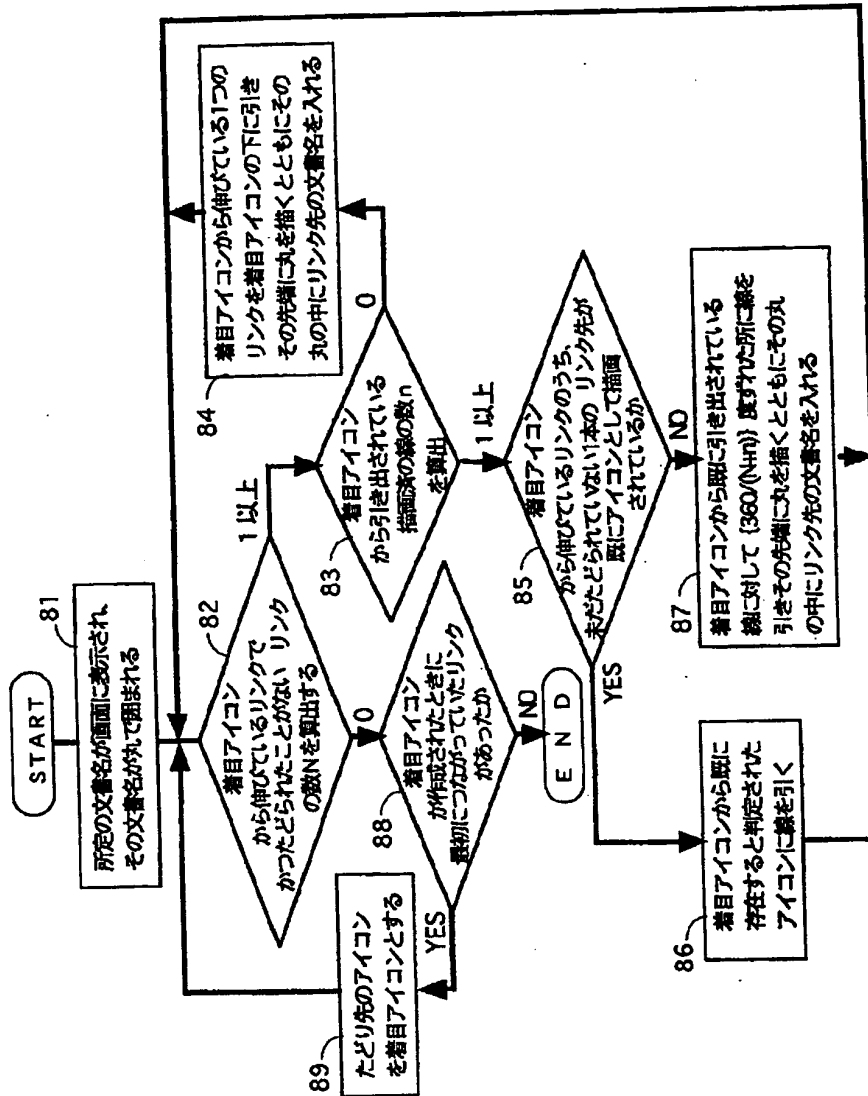 START
81
所定の文書名が画面に表示され、
その文書名が丸で囲まれる
82
着目アイコン
から伸びているリンクで
かつたどられたことがない リンク
の数Nを算出する
1以上
0
83
着目アイコン
から引き出されている
描画済の線の数n
を算出
0
1以上
84
着目アイコンから伸びている1つの
リンクを着目アイコンの下に引き
その先端に丸を描くとともにその
丸の中にリンク先の文書名を入れる
85
着目アイコン
から伸びているリンクのうち、
未だたどられていない1本の リンク先が
既にアイコンとして描画
されているか
YES
NO
86
着目アイコンから既に
存在すると判定された
アイコンに線を引く
87
着目アイコンから既に引き出されている
線に対して {360/(N+n)} 度ずれた所に線を
引きその先端に丸を描くとともにその丸
の中にリンク先の文書名を入れる
88
着目アイコン
が作成されたときに
最初につながっていたリンク
があったか
YES
NO
89
たどり先のアイコン
を着目アイコンとする
END